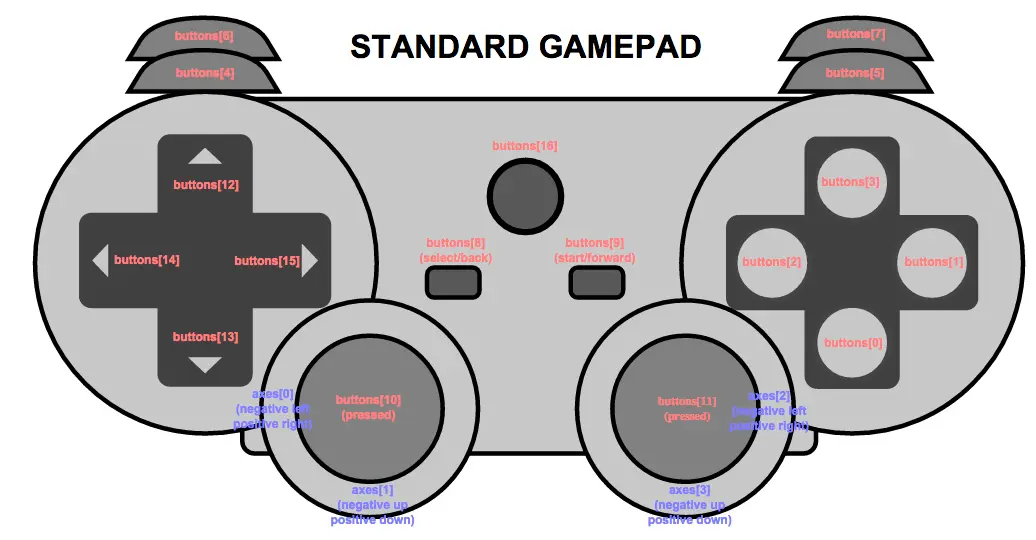 STANDARD GAMEPAD
buttons[6]
buttons[7]
buttons[4]
buttons[5]
buttons[16]
buttons[12]
buttons[3]
buttons[14]
buttons[15]
buttons[8]
(select/back)
buttons[9]
(start/forward)
buttons[2]
buttons[1]
buttons[13]
buttons[0]
axes[0]
(negative left
positive right)
buttons[10]
(pressed)
buttons[11]
(pressed)
axes[2]
(negative left
positive right)
axes[1]
(negative up
positive down)
axes[3]
(negative up
positive down)